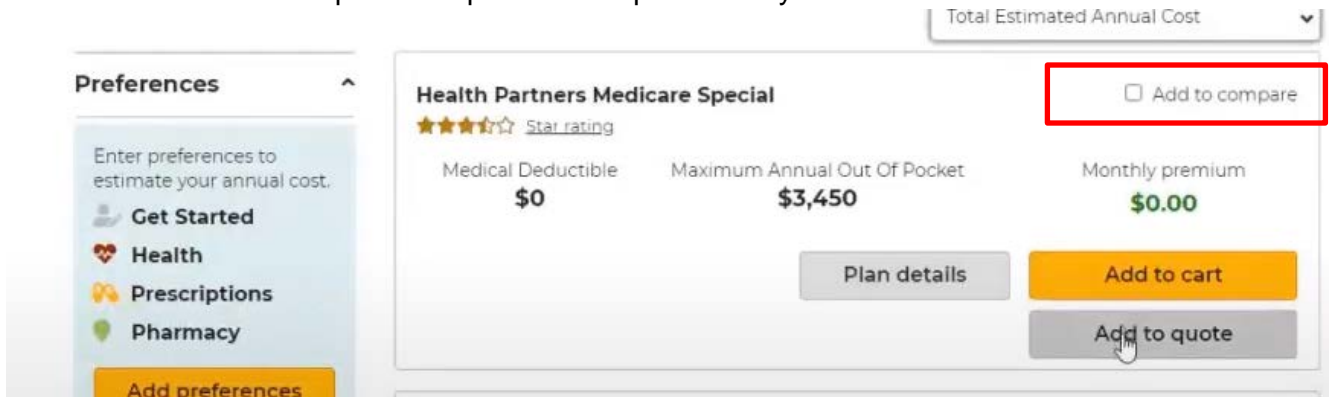 Total Estimated Annual Cost
Preferences
Enter preferences to
estimate your annual cost.
Get Started
Health
Prescriptions
Pharmacy
Add preferences
Health Partners Medicare Special
Add to compare
Star rating
Medical Deductible
$0
Maximum Annual Out Of Pocket
$3,450
Monthly premium
$0.00
Plan details
Add to cart
Add to quote